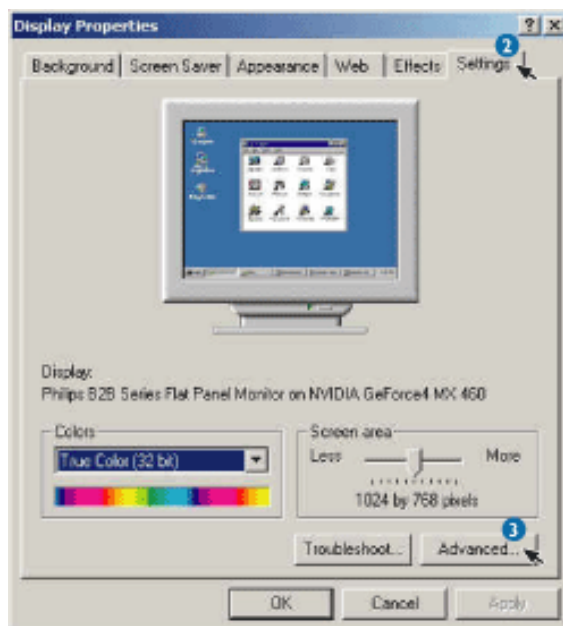 Display Properties
2
Background Screen Saver Appearance Web Effects Settings
Display:
Philips B2B Series Flat Panel Monitor on NVIDIA GeForce4 MX 460
Colors
True Color (32 bit)
Screen area
Less More
1024 by 768 pixels
3
Troubleshoot... Advanced...
OK Cancel Apply